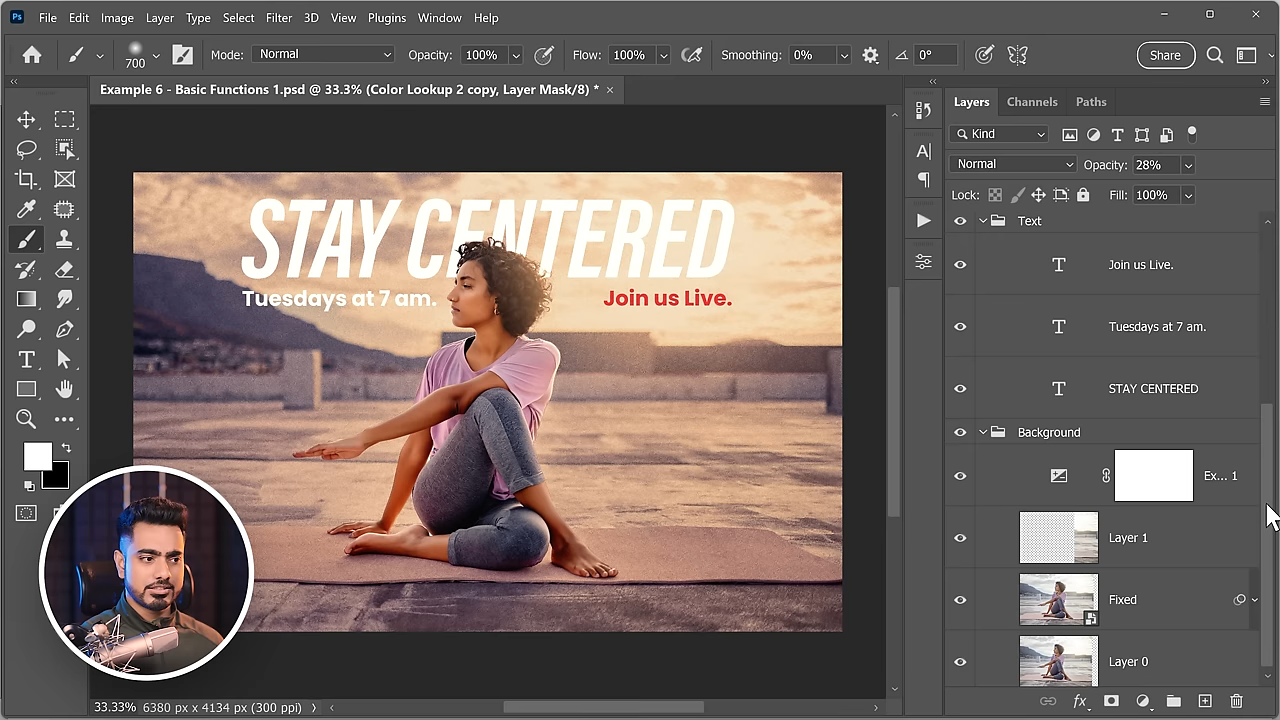 Ps File Edit Image Layer Type Select Filter 3D View Plugins Window Help
700 Mode: Normal Opacity: 100% Flow: 100% Smoothing: 0% 0° Share
Example 6 - Basic Functions 1.psd @ 33.3% (Color Lookup 2 copy, Layer Mask/8) * ×
STAY CENTERED
Tuesdays at 7 am. Join us Live.
33.33% 6380 px x 4134 px (300 ppi)
Layers Channels Paths
Kind
Normal Opacity: 28%
Lock: Fill: 100%
Text
Join us Live.
Tuesdays at 7 am.
STAY CENTERED
Background
Ex... 1
Layer 1
Fixed
Layer 0
fx